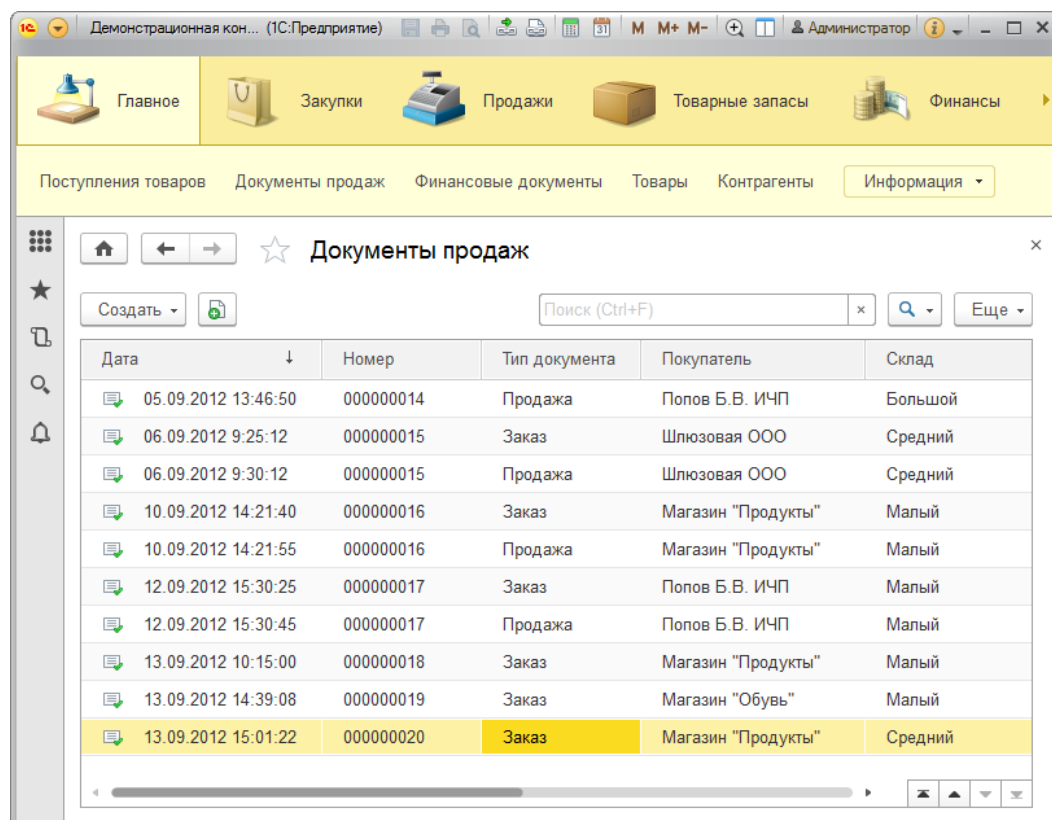 1С Демонстрационная кон... (1С:Предприятие) 31 M M+ M- Администратор i
Главное Закупки Продажи Товарные запасы Финансы
Поступления товаров Документы продаж Финансовые документы Товары Контрагенты Информация
Документы продаж
Создать Поиск (Ctrl+F) × Еще
Дата ↓ Номер Тип документа Покупатель Склад
05.09.2012 13:46:50 000000014 Продажа Попов Б.В. ИЧП Большой
06.09.2012 9:25:12 000000015 Заказ Шлюзовая ООО Средний
06.09.2012 9:30:12 000000015 Продажа Шлюзовая ООО Средний
10.09.2012 14:21:40 000000016 Заказ Магазин "Продукты" Малый
10.09.2012 14:21:55 000000016 Продажа Магазин "Продукты" Малый
12.09.2012 15:30:25 000000017 Заказ Попов Б.В. ИЧП Малый
12.09.2012 15:30:45 000000017 Продажа Попов Б.В. ИЧП Малый
13.09.2012 10:15:00 000000018 Заказ Магазин "Продукты" Малый
13.09.2012 14:39:08 000000019 Заказ Магазин "Обувь" Малый
13.09.2012 15:01:22 000000020 Заказ Магазин "Продукты" Средний